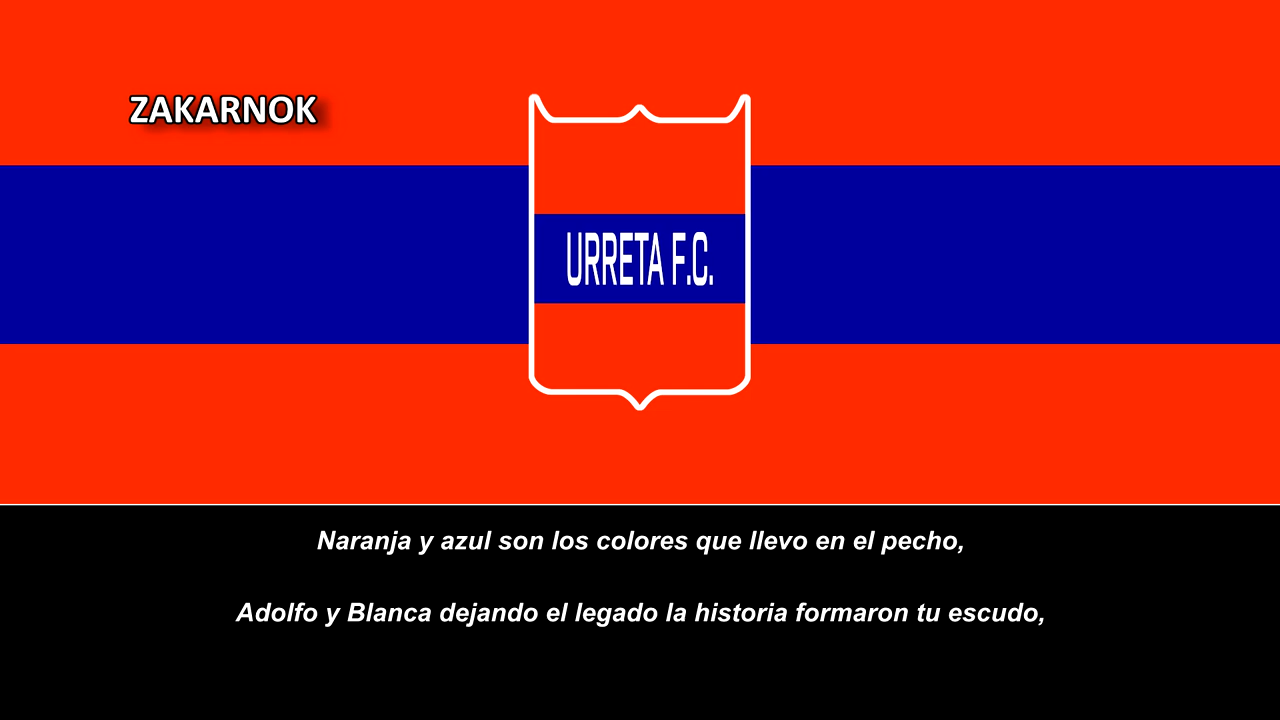 ZAKARNOK
URRETA F.C.
Naranja y azul son los colores que llevo en el pecho,
Adolfo y Blanca dejando el legado la historia formaron tu escudo,